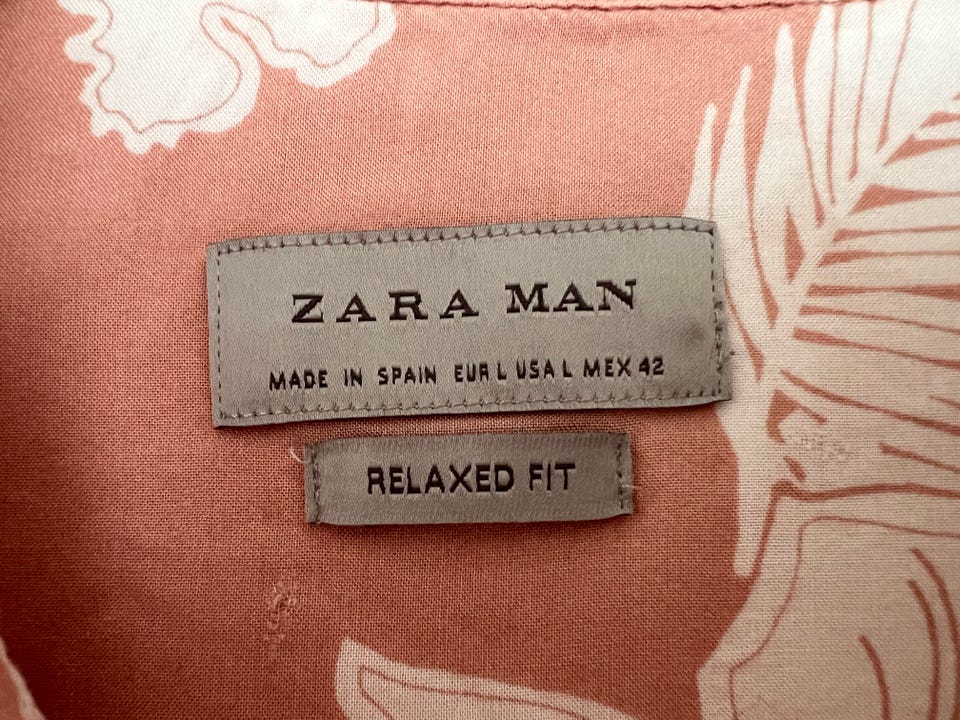 ZARA MAN
MADE IN SPAIN EUR L USA L MEX 42
RELAXED FIT